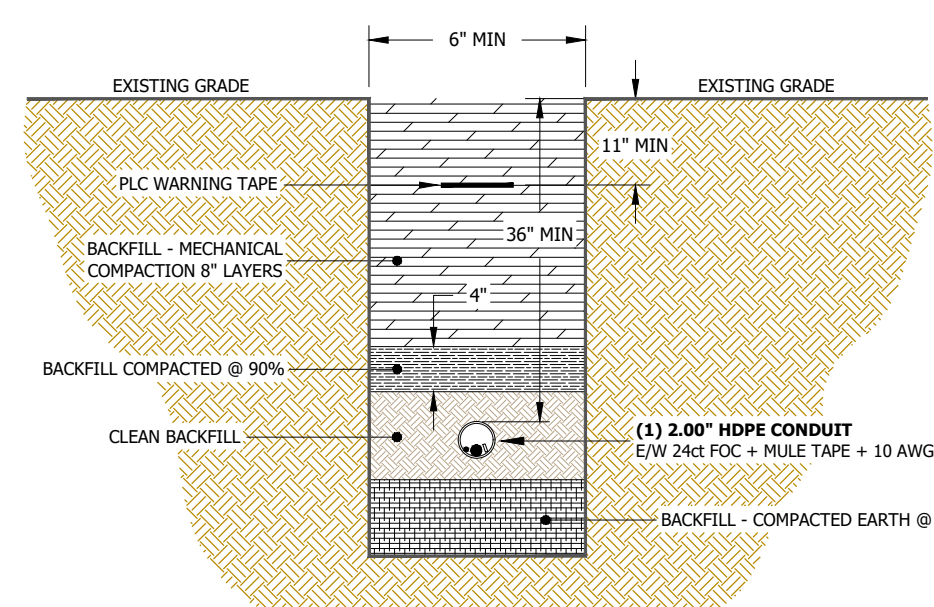 6" MIN
EXISTING GRADE
EXISTING GRADE
11" MIN
PLC WARNING TAPE
36" MIN
BACKFILL - MECHANICAL
COMPACTION 8" LAYERS
4"
BACKFILL COMPACTED @ 90%
CLEAN BACKFILL
(1) 2.00" HDPE CONDUIT
E/W 24ct FOC + MULE TAPE + 10 AWG
BACKFILL - COMPACTED EARTH @